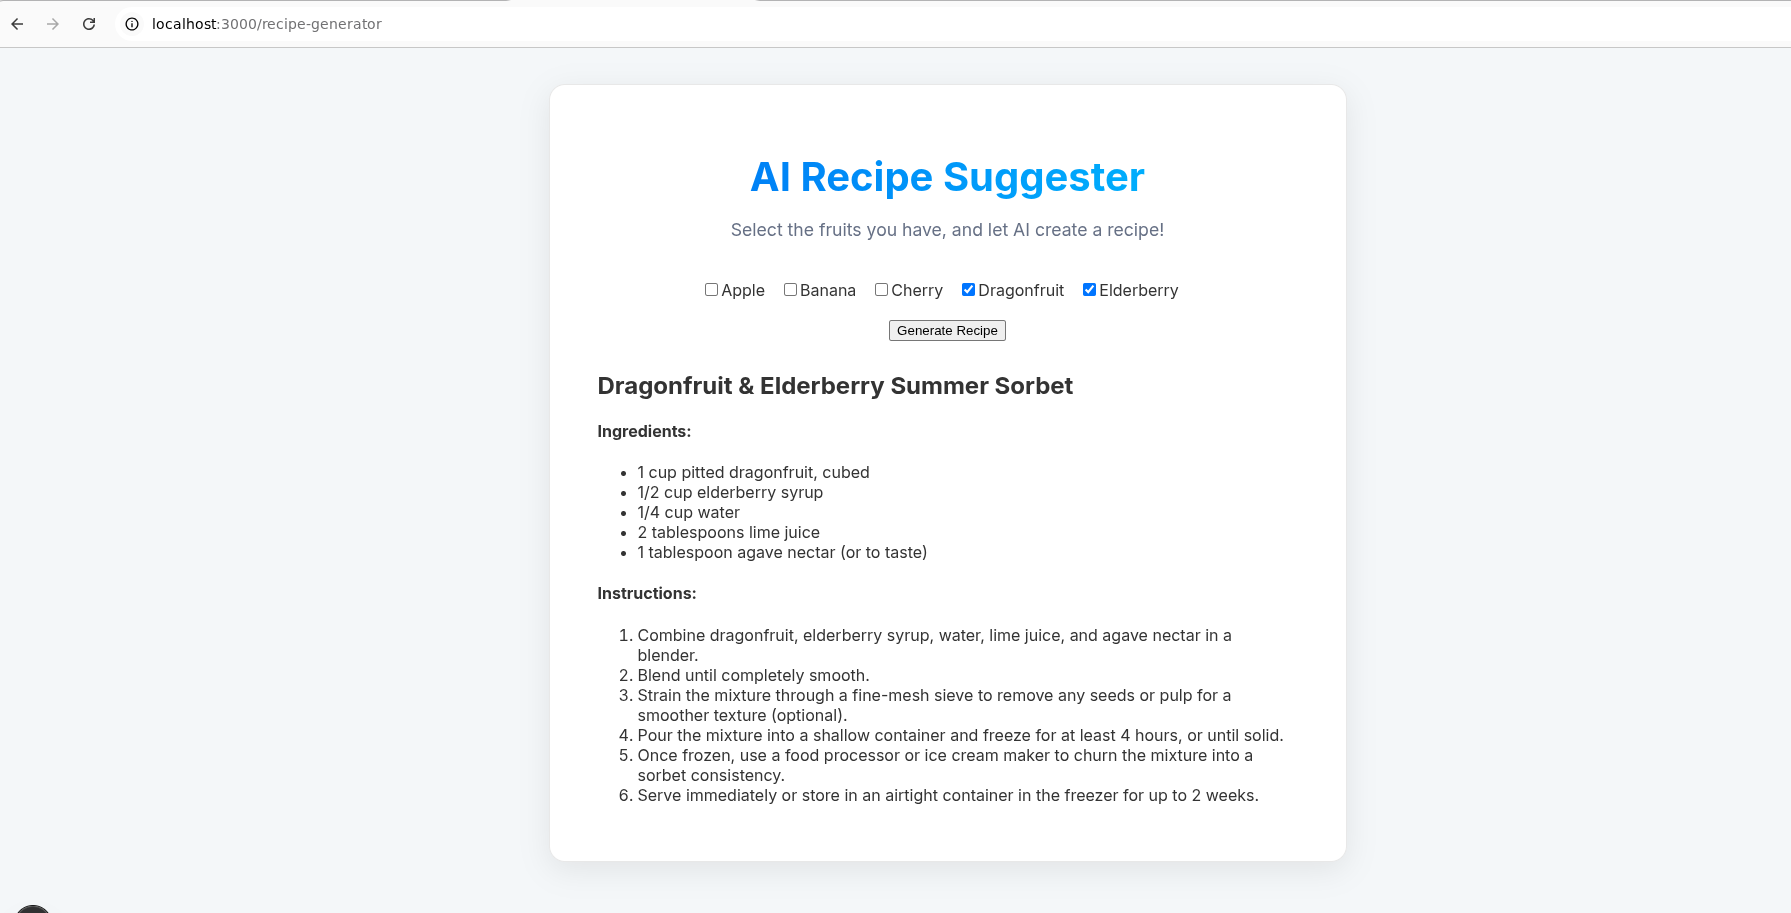 localhost:3000/recipe-generator
AI Recipe Suggester
Select the fruits you have, and let AI create a recipe!
Apple Banana Cherry Dragonfruit Elderberry
Generate Recipe
Dragonfruit & Elderberry Summer Sorbet
Ingredients:
• 1 cup pitted dragonfruit, cubed
• 1/2 cup elderberry syrup
• 1/4 cup water
• 2 tablespoons lime juice
• 1 tablespoon agave nectar (or to taste)
Instructions:
1. Combine dragonfruit, elderberry syrup, water, lime juice, and agave nectar in a
blender.
2. Blend until completely smooth.
3. Strain the mixture through a fine-mesh sieve to remove any seeds or pulp for a
smoother texture (optional).
4. Pour the mixture into a shallow container and freeze for at least 4 hours, or until solid.
5. Once frozen, use a food processor or ice cream maker to churn the mixture into a
sorbet consistency.
6. Serve immediately or store in an airtight container in the freezer for up to 2 weeks.